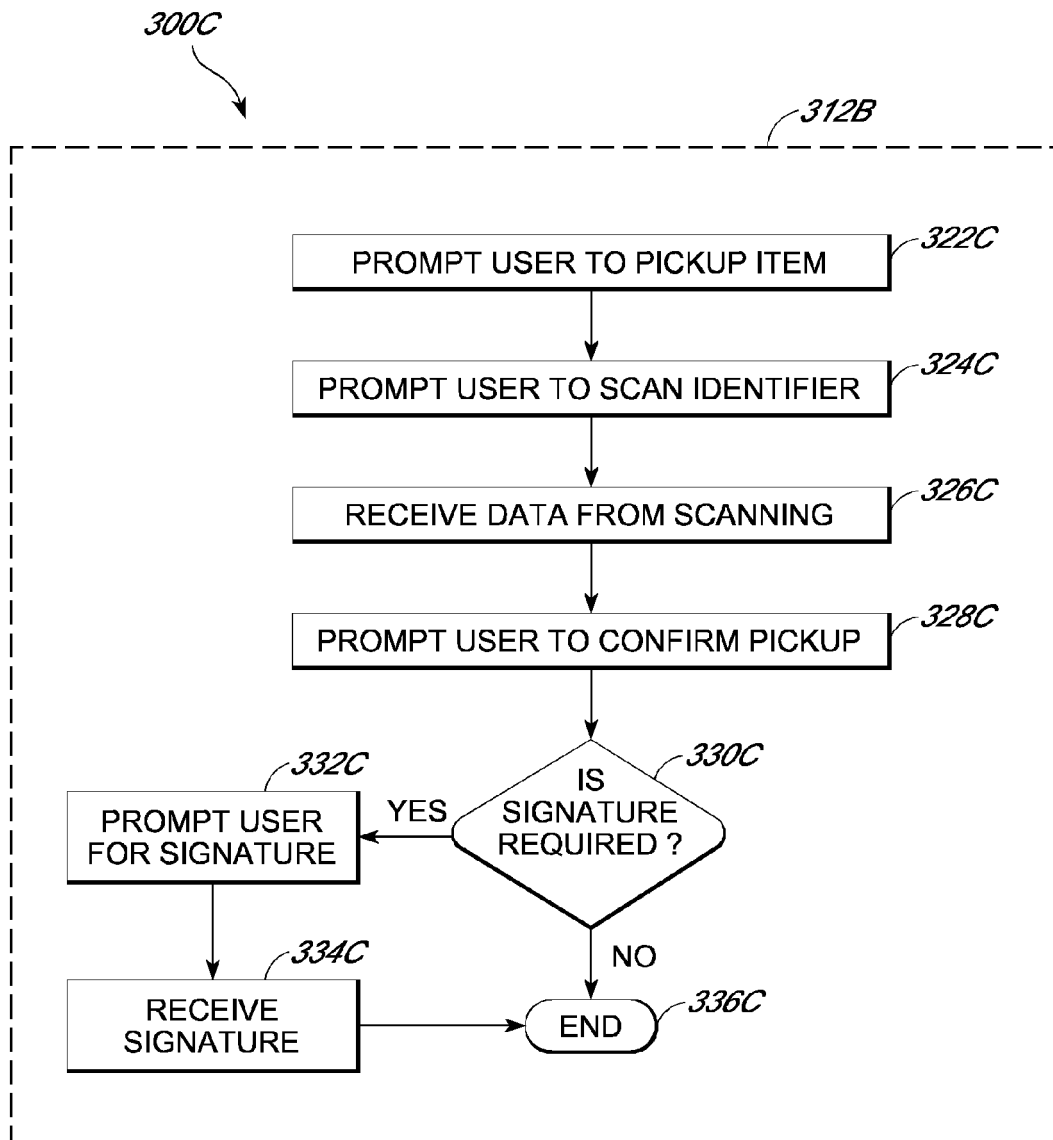 300C
312B
322C
PROMPT USER TO PICKUP ITEM
324C
PROMPT USER TO SCAN IDENTIFIER
326C
RECEIVE DATA FROM SCANNING
328C
PROMPT USER TO CONFIRM PICKUP
330C
IS
SIGNATURE
REQUIRED ?
YES
332C
PROMPT USER
FOR SIGNATURE
334C
RECEIVE
SIGNATURE
NO
336C
END